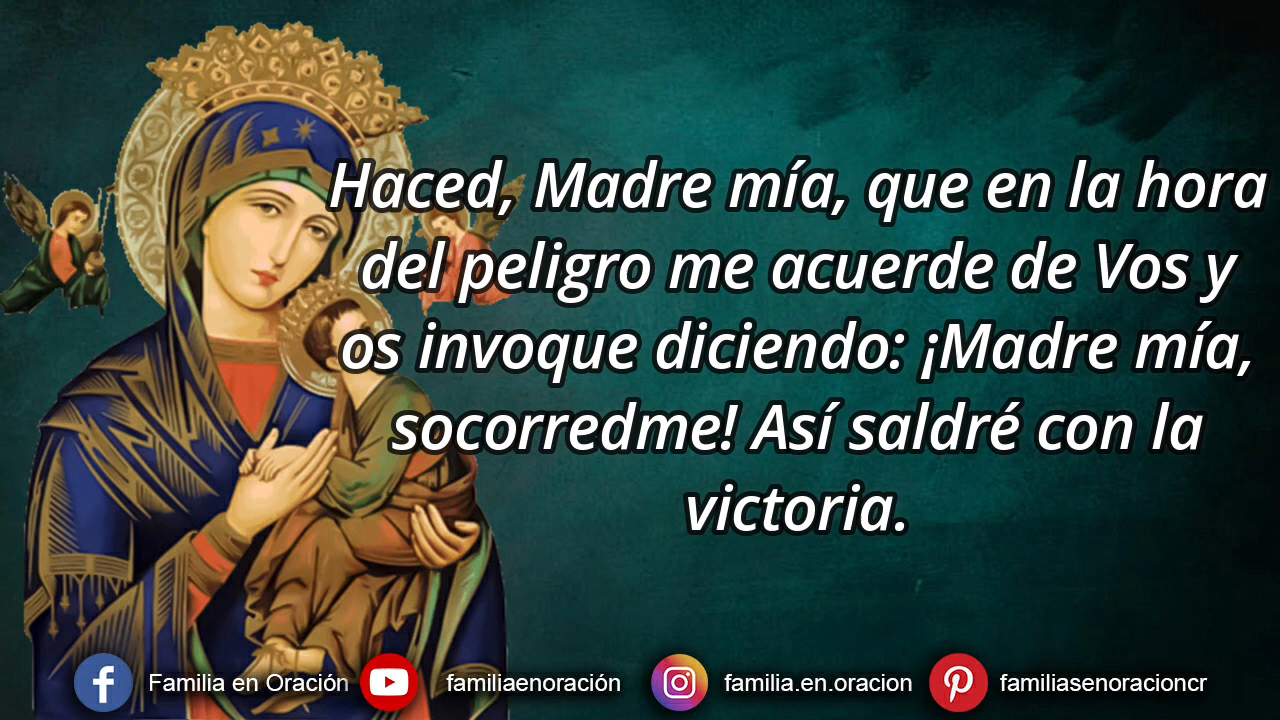 Haced, Madre mía, que en la hora
del peligro me acuerde de Vos y
os invoque diciendo: ¡Madre mía,
socorredme! Así saldré con la
victoria.
Familia en Oración
familiaenoración
familia.en.oracion
familiasenoracioncr